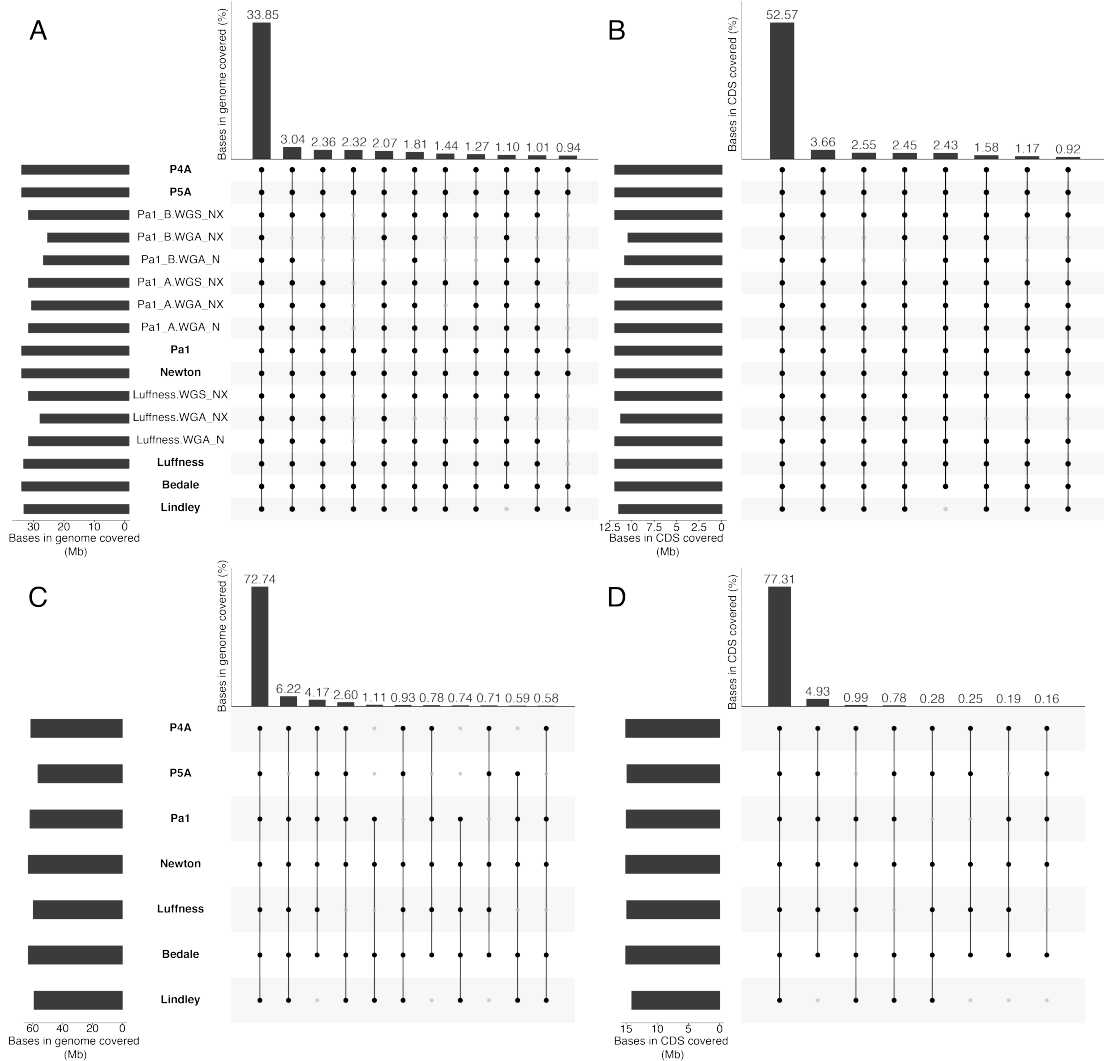 A
Bases in genome covered (%)
33.85
3.04 2.36 2.32 2.07 1.81 1.44 1.27 1.10 1.01 0.94
P4A
P5A
Pa1_B.WGS_NX
Pa1_B.WGA_NX
Pa1_B.WGA_N
Pa1_A.WGS_NX
Pa1_A.WGA_NX
Pa1_A.WGA_N
Pa1
Newton
Luffness.WGS_NX
Luffness.WGA_NX
Luffness.WGA_N
Luffness
Bedale
Lindley
30 20 10 0
Bases in genome covered
(Mb)
B
Bases in CDS covered (%)
52.57
3.66 2.55 2.45 2.43 1.58 1.17 0.92
12.5 10 7.5 5 2.5 0
Bases in CDS covered
(Mb)
C
Bases in genome covered (%)
72.74
6.22 4.17 2.60 1.11 0.93 0.78 0.74 0.71 0.59 0.58
P4A
P5A
Pa1
Newton
Luffness
Bedale
Lindley
60 40 20 0
Bases in genome covered
(Mb)
D
Bases in CDS covered (%)
77.31
4.93 0.99 0.78 0.28 0.25 0.19 0.16
15 10 5 0
Bases in CDS covered
(Mb)